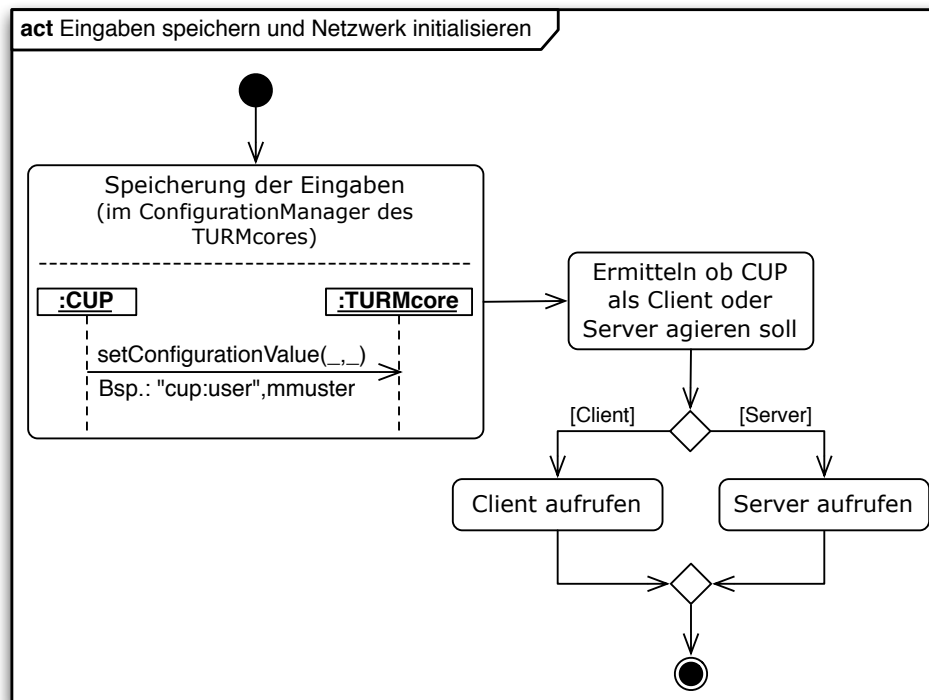 act Eingaben speichern und Netzwerk initialisieren
Speicherung der Eingaben
(im ConfigurationManager des
TURMcores)
:CUP
:TURMcore
setConfigurationValue(_,_)
Bsp.: "cup:user",mmuster
Ermitteln ob CUP
als Client oder
Server agieren soll
[Client]
[Server]
Client aufrufen
Server aufrufen